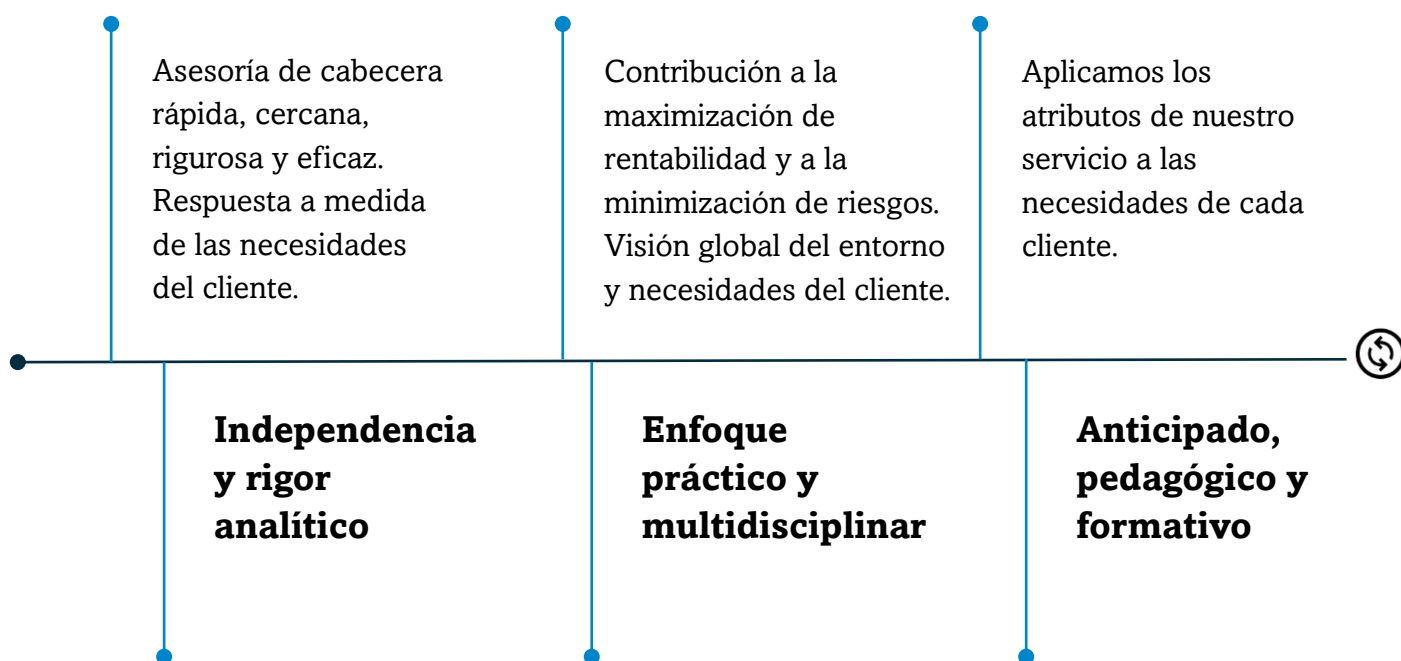 Asesoría de cabecera
rápida, cercana,
rigurosa y eficaz.
Respuesta a medida
de las necesidades
del cliente.
Contribución a la
maximización de
rentabilidad y a la
minimización de riesgos.
Visión global del entorno
y necesidades del cliente.
Aplicamos los
atributos de nuestro
servicio a las
necesidades de cada
cliente.
Independencia
y rigor
analítico
Enfoque
práctico y
multidisciplinar
Anticipado,
pedagógico y
formativo